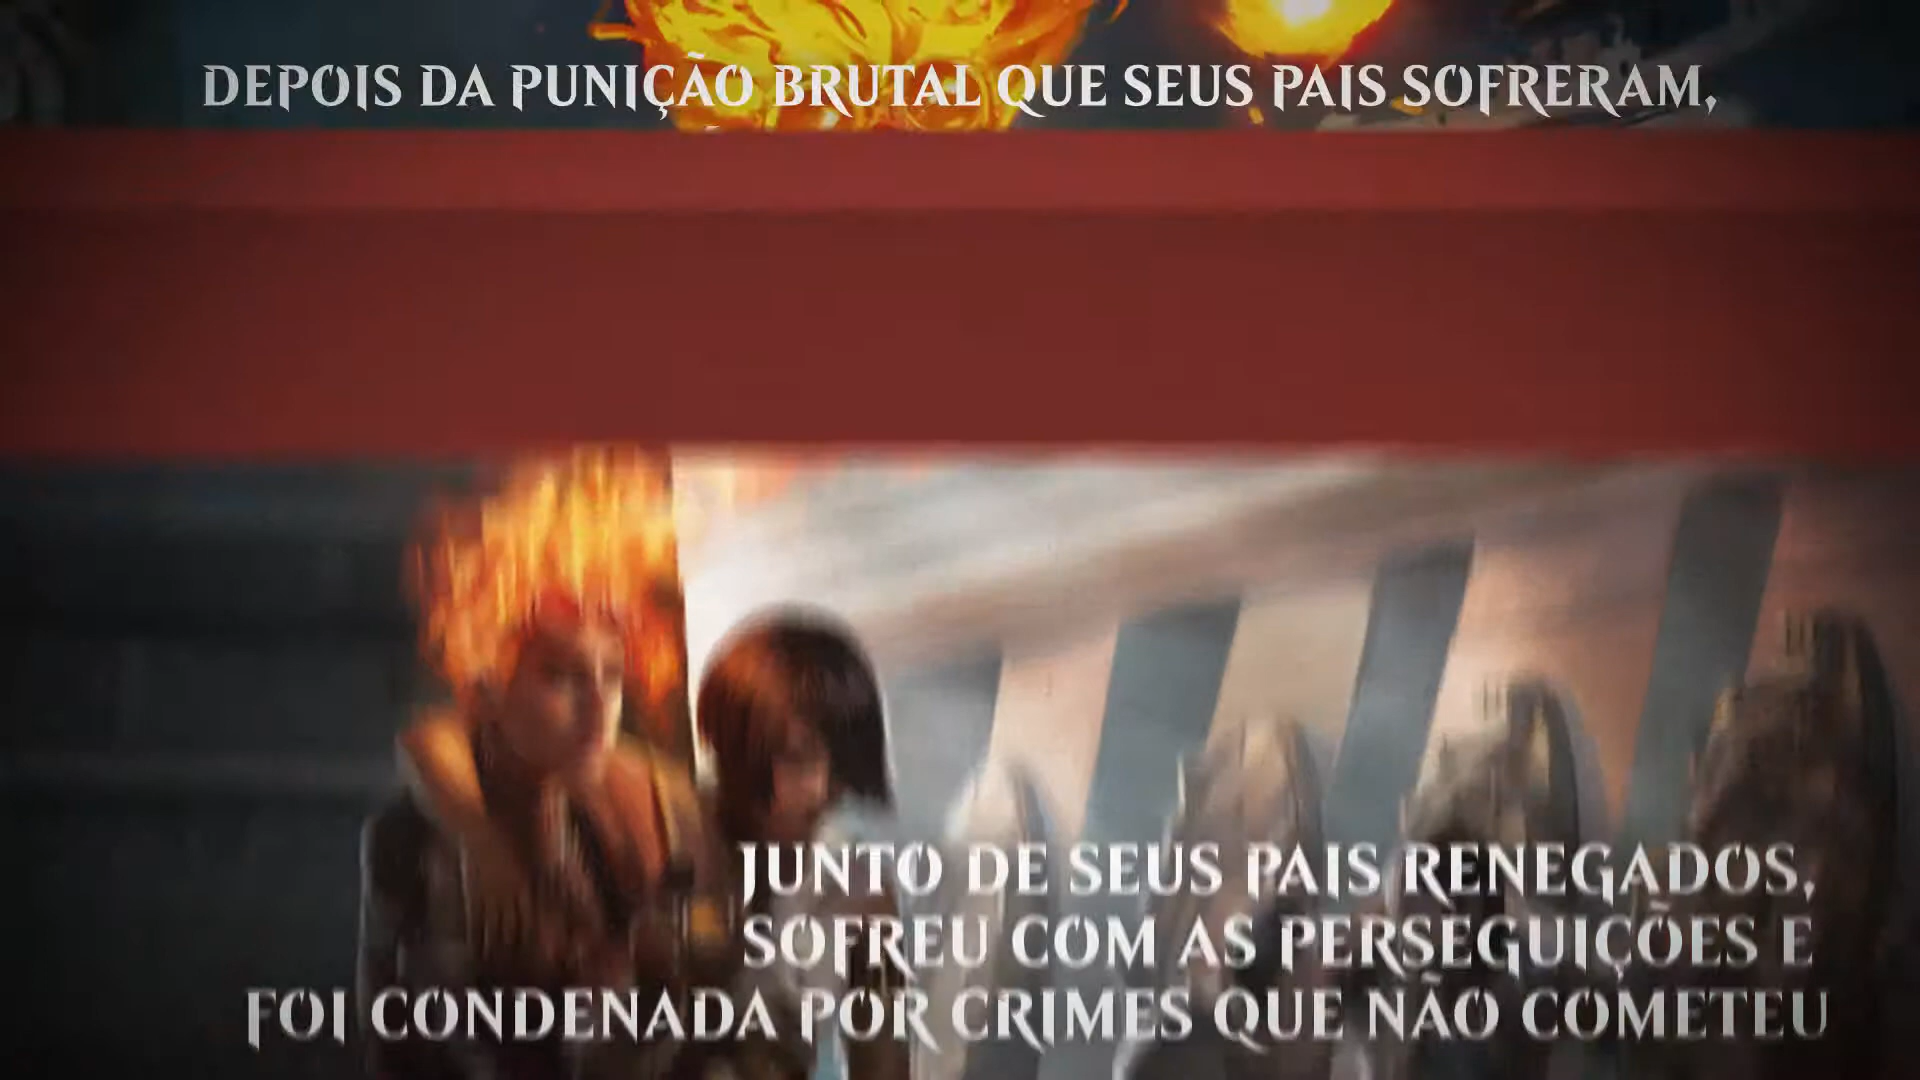 DEPOIS DA PUNIÇÃO BRUTAL QUE SEUS PAIS SOFRERAM,
JUNTO DE SEUS PAIS RENEGADOS,
SOFREU COM AS PERSEGUIÇÕES E
FOI CONDENADA POR CRIMES QUE NÃO COMETEU